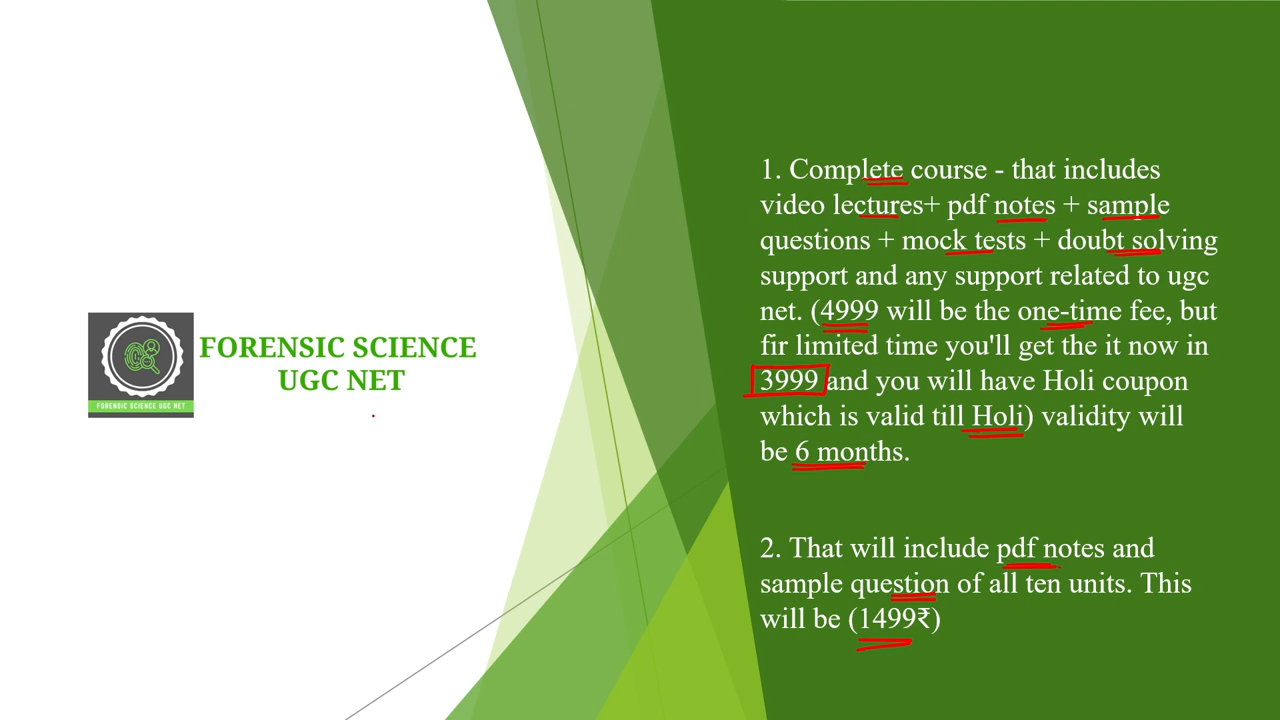 FORENSIC SCIENCE
UGC NET
FORENSIC SCIENCE UGC NET
1. Complete course - that includes
video lectures+ pdf notes + sample
questions + mock tests + doubt solving
support and any support related to ugc
net. (4999 will be the one-time fee, but
fir limited time you'll get the it now in
3999 and you will have Holi coupon
which is valid till Holi) validity will
be 6 months.
2. That will include pdf notes and
sample question of all ten units. This
will be (1499₹)